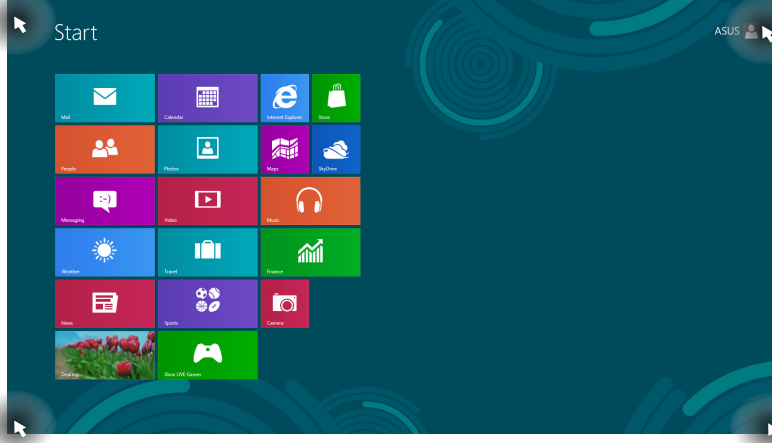 Start
ASUS
Mail
Calendar
Internet Explorer
Store
People
Photos
Maps
SkyDrive
:-)
Messaging
Video
Music
Weather
Travel
Finance
News
Sports
Camera
Desktop
Xbox LIVE Games